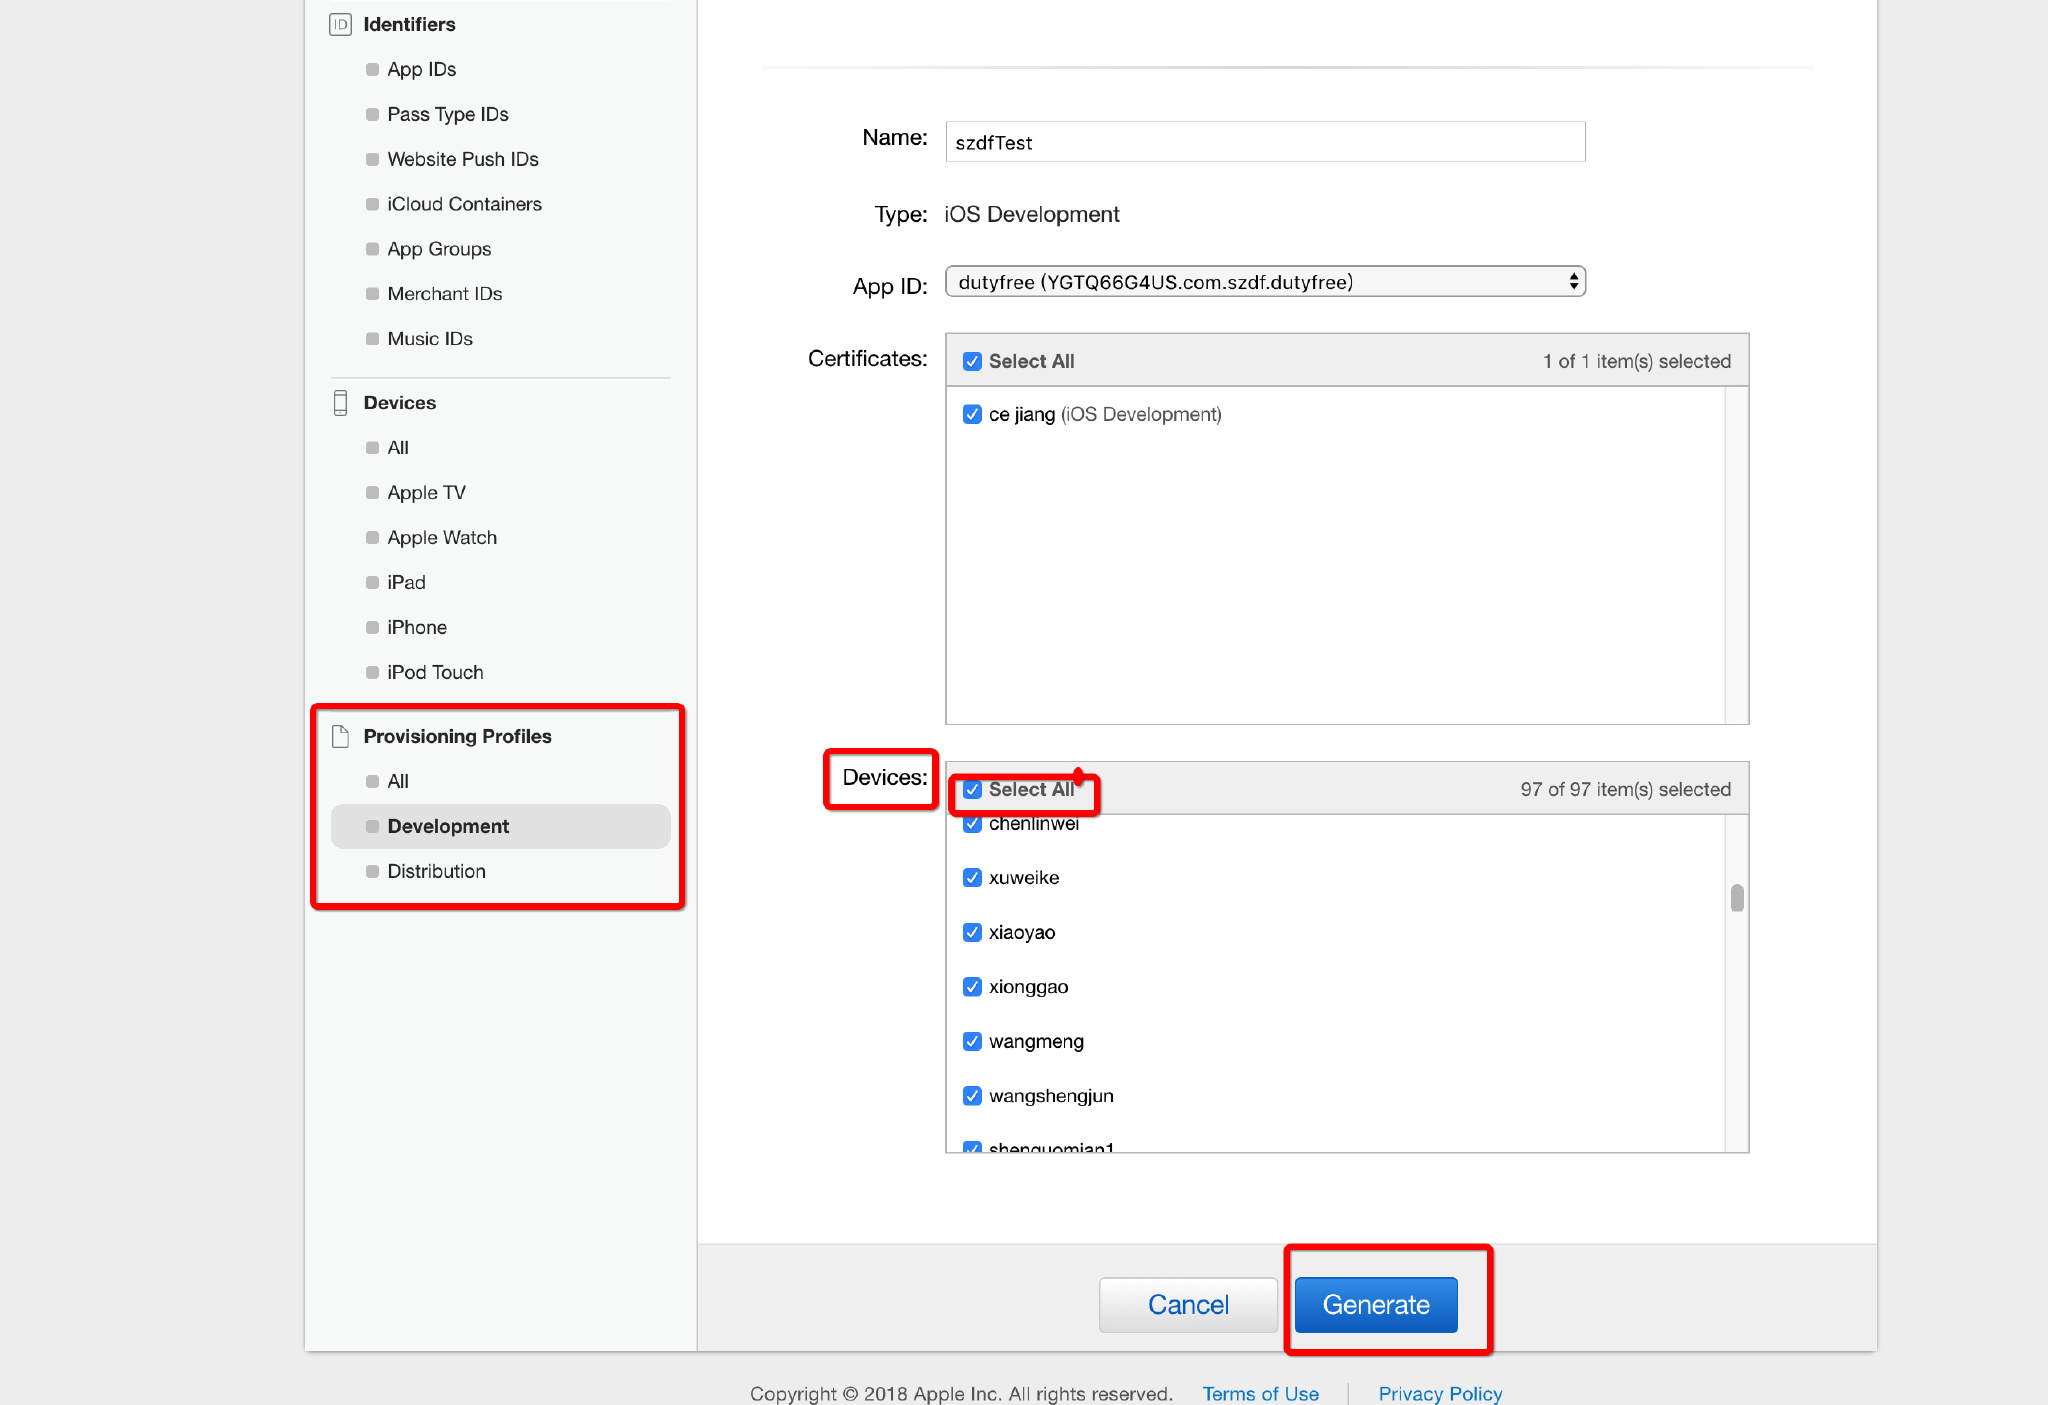 Identifiers
App IDs
Pass Type IDs
Website Push IDs
iCloud Containers
App Groups
Merchant IDs
Music IDs
Devices
All
Apple TV
Apple Watch
iPad
iPhone
iPod Touch
Provisioning Profiles
All
Development
Distribution
Name: szdfTest
Type: iOS Development
App ID: dutyfree (YGTQ66G4US.com.szdf.dutyfree)
Certificates: Select All 1 of 1 item(s) selected
ce jiang (iOS Development)
Devices: Select All 97 of 97 item(s) selected
chenlinwei
xuweike
xiaoyao
xionggao
wangmeng
wangshengjun
shenguomian1
Cancel Generate
Copyright © 2018 Apple Inc. All rights reserved. Terms of Use Privacy Policy